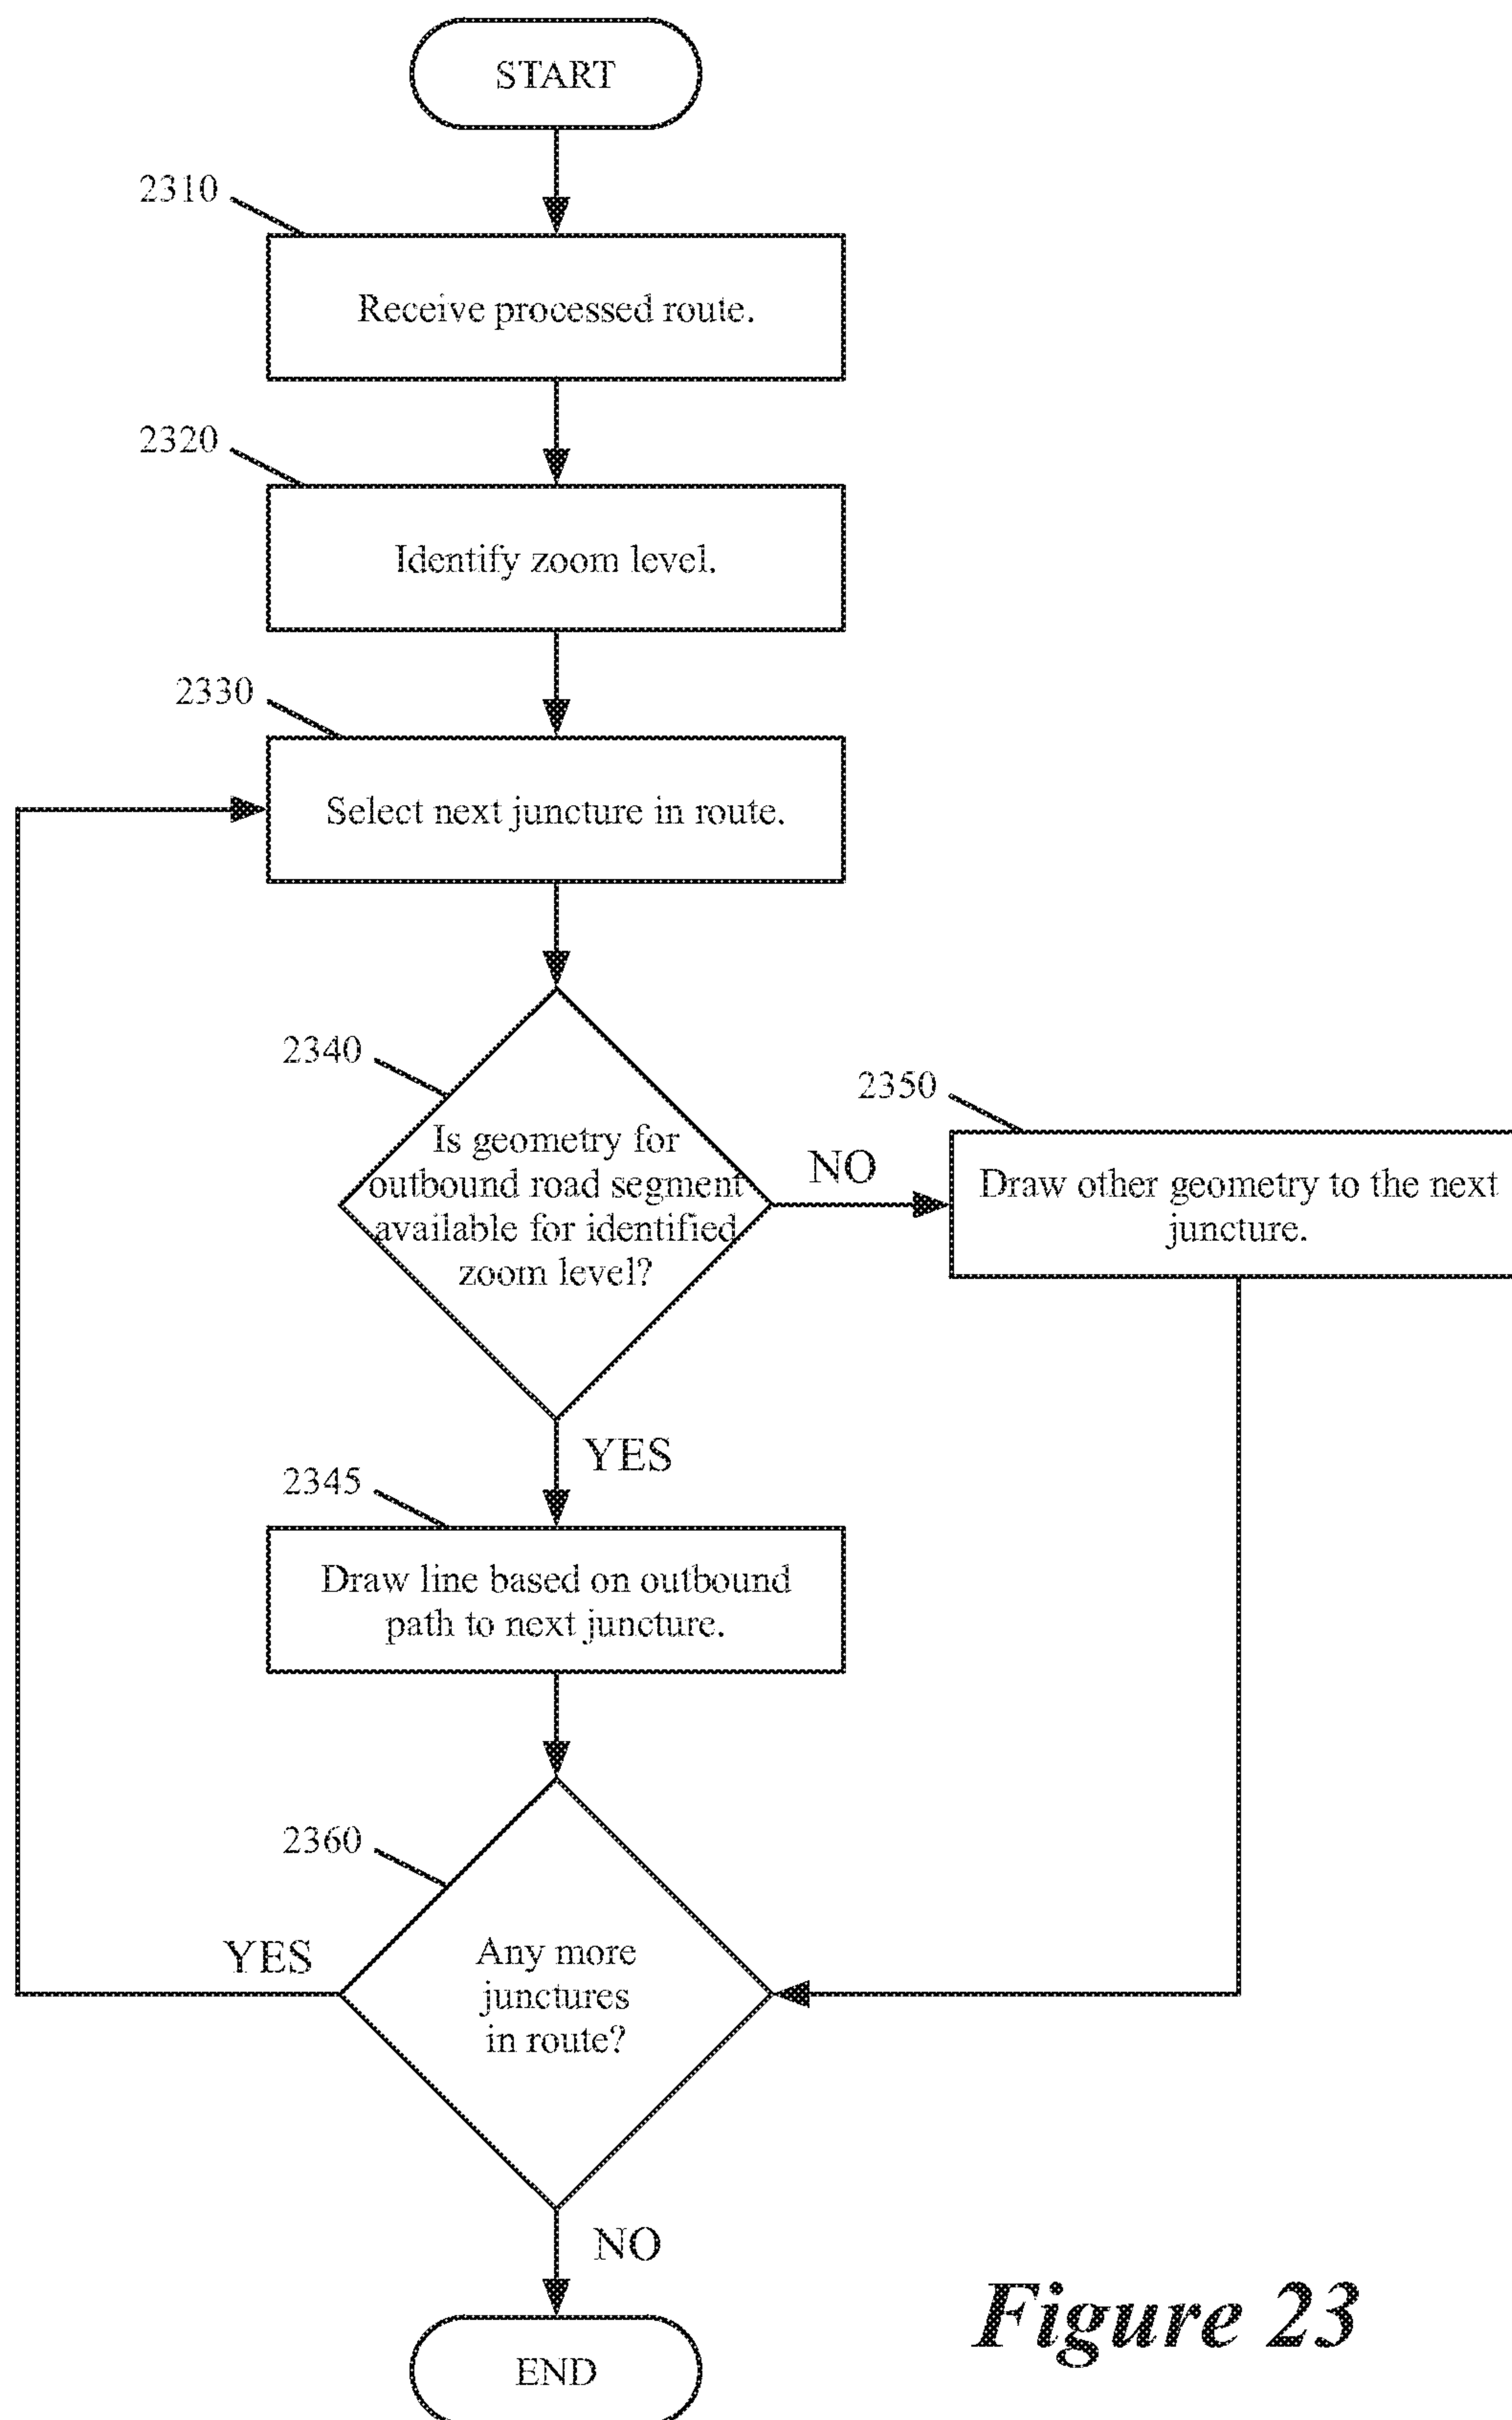 START
2310
Receive processed route.
2320
Identify zoom level.
2330
Select next juncture in route.
2340
Is geometry for
outbound road segment
available for identified
zoom level?
NO
2350
Draw other geometry to the next
juncture.
YES
2345
Draw line based on outbound
path to next juncture.
2360
Any more
junctures
in route?
YES
NO
END
Figure 23